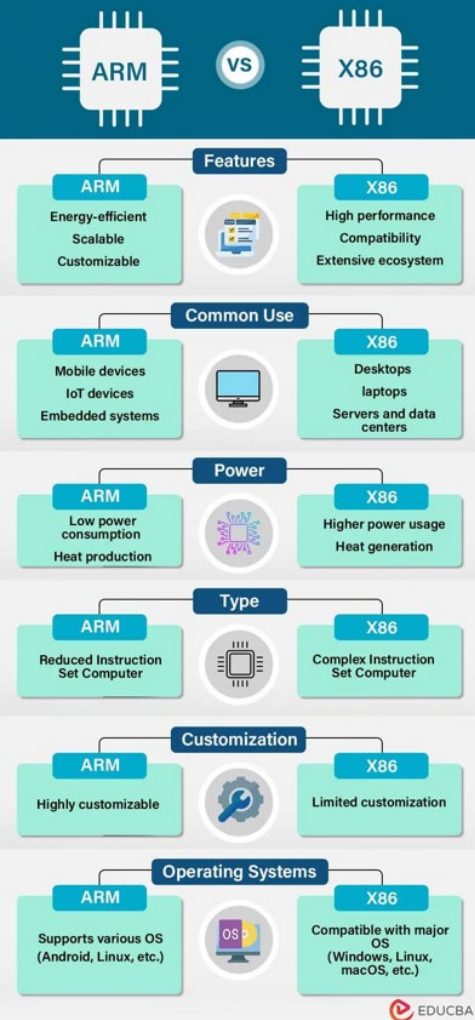 ARM
VS
X86
Features
ARM
Energy-efficient
Scalable
Customizable
X86
High performance
Compatibility
Extensive ecosystem
Common Use
ARM
Mobile devices
IoT devices
Embedded systems
X86
Desktops
laptops
Servers and data
centers
Power
ARM
Low power
consumption
Heat production
X86
Higher power usage
Heat generation
Type
ARM
Reduced Instruction
Set Computer
X86
Complex Instruction
Set Computer
Customization
ARM
Highly customizable
X86
Limited customization
Operating Systems
ARM
Supports various OS
(Android, Linux, etc.)
OS
X86
Compatible with major
OS
(Windows, Linux,
macOS, etc.)
EDUCBA